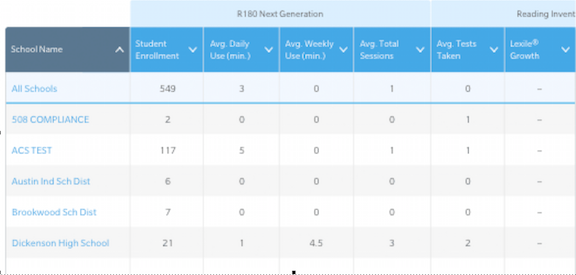 R180 Next Generation Reading Invent
School Name Student Enrollment Avg. Daily Use (min.) Avg. Weekly Use (min.) Avg. Total Sessions Avg. Tests Taken Lexile® Growth
All Schools 549 3 0 1 0 –
508 COMPLIANCE 2 0 0 0 1 –
ACS TEST 117 5 0 1 1 –
Austin Ind Sch Dist 6 0 0 0 0 –
Brookwood Sch Dist 7 0 0 0 0 –
Dickenson High School 21 1 4.5 3 2 –